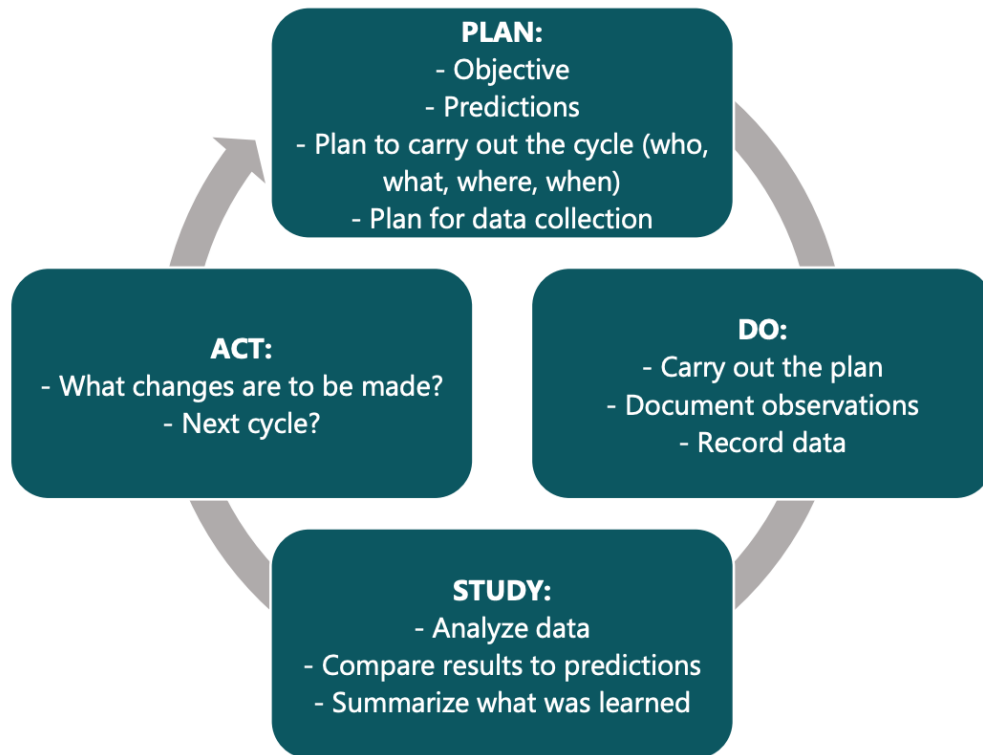 PLAN:
- Objective
- Predictions
- Plan to carry out the cycle (who,
what, where, when)
- Plan for data collection
DO:
- Carry out the plan
- Document observations
- Record data
STUDY:
- Analyze data
- Compare results to predictions
- Summarize what was learned
ACT:
- What changes are to be made?
- Next cycle?